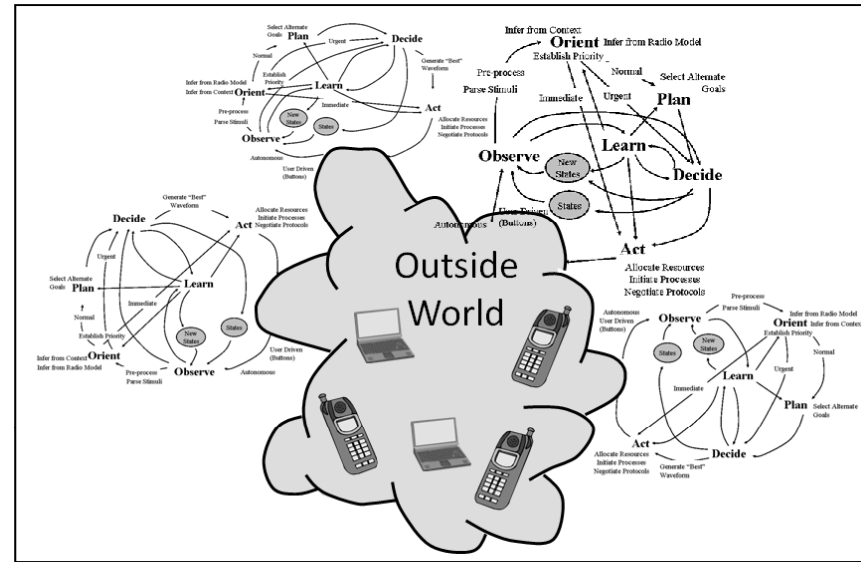 Select Alternate
Goals
Plan
Decide
Normal
Urgent
Generate "Best"
Waveform
Infer from Radio Model
Infer from Context
Establish
Priority
Orient
Learn
Pre-process
Parse Stimuli
Immediate
Act
New
States
States
Allocate Resources
Initiate Processes
Negotiate Protocols
Observe
Autonomous
User Driven
(Buttons)
Infer from Context
Orient
Infer from Radio Model
Establish Priority
Pre-process
Parse Stimuli
Normal
Select Alternate
Goals
Plan
Immediate
Urgent
Learn
Observe
New
States
Decide
States
User Driven
(Buttons)
Autonomous
Act
Allocate Resources
Initiate Processes
Negotiate Protocols
Generate "Best"
Waveform
Decide
Act
Allocate Resources
Initiate Processes
Negotiate Protocols
Urgent
Learn
Select Alternate
Goals
Plan
Immediate
Normal
New
States
States
Establish Priority
Infer from Context
Orient
Infer from Radio Model
User Driven
(Buttons)
Pre-process
Parse Stimuli
Observe
Autonomous
Outside
World
Autonomous
User Driven
(Buttons)
Observe
Pre-process
Parse Stimuli
Infer from Radio Model
Orient
Infer from Contex
Establish Priority
States
New
States
Normal
Urgent
Learn
Immediate
Plan
Select Alternate
Goals
Act
Decide
Allocate Resources
Initiate Processes
Negotiate Protocols
Generate "Best"
Waveform